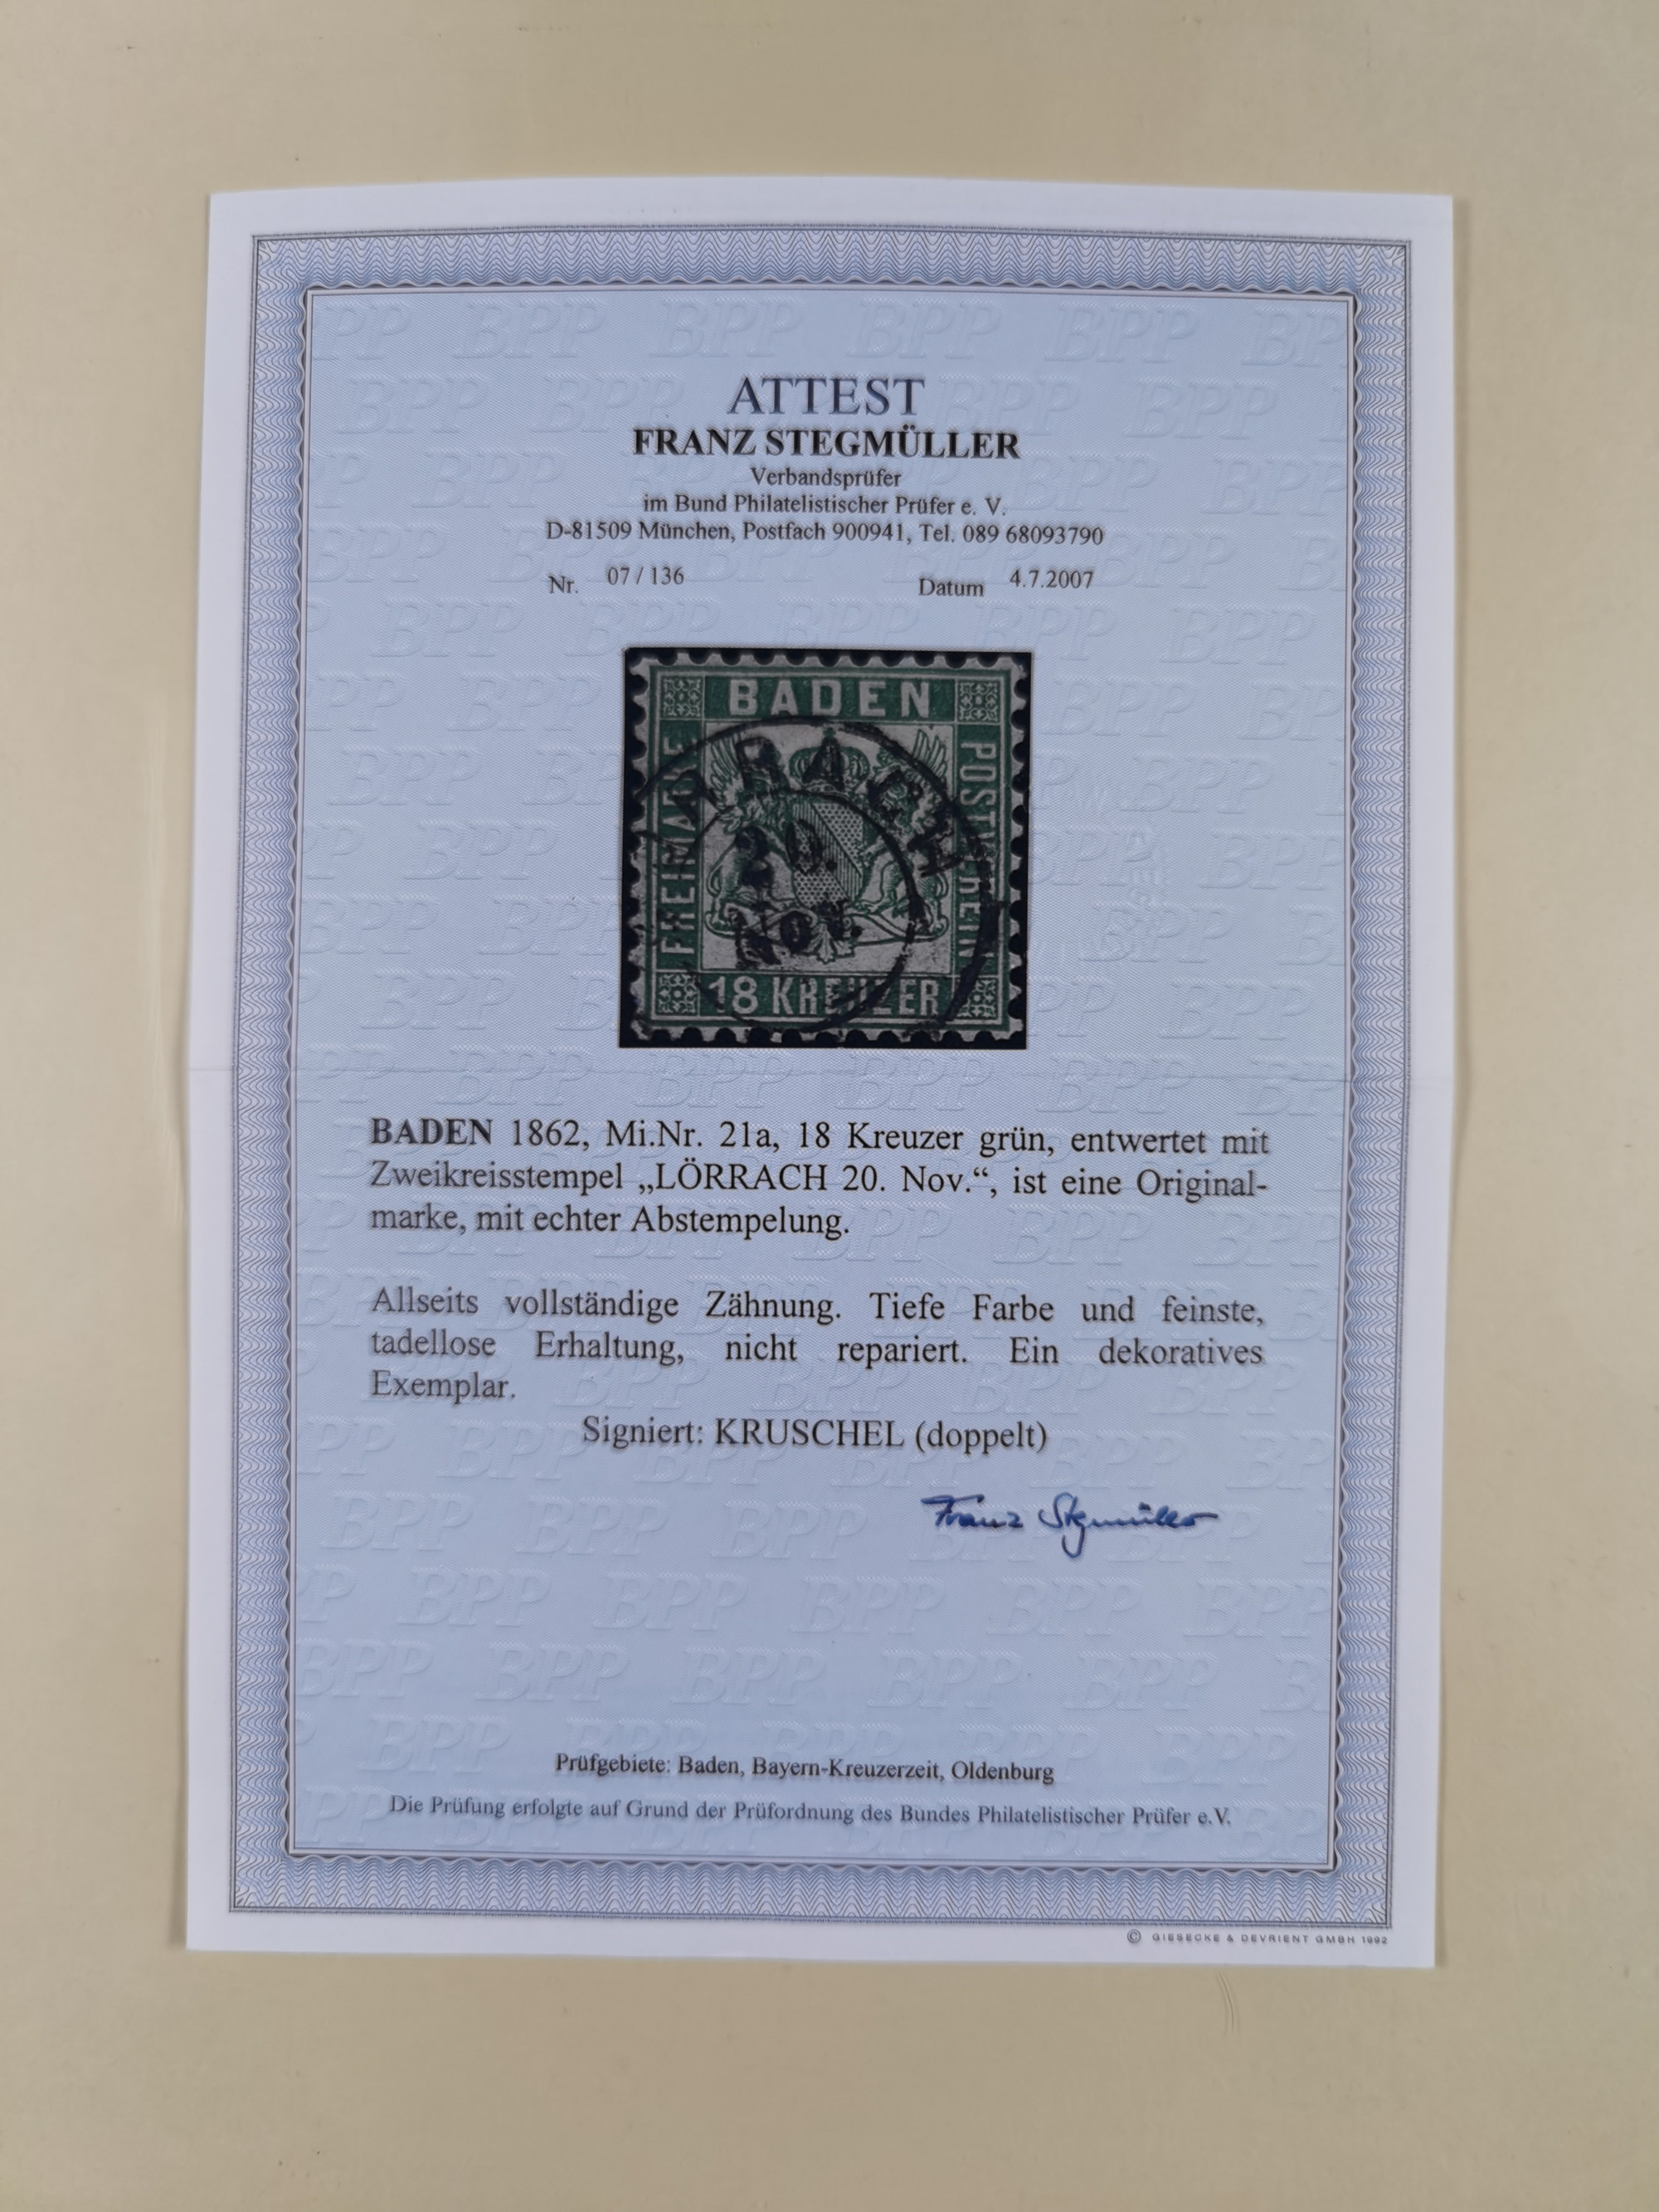 ATTEST
FRANZ STEGMÜLLER
Verbandsprüfer
im Bund Philatelistischer Prüfer e. V.
D-81509 München, Postfach 900941, Tel. 089 68093790
Nr. 07 / 136 Datum 4.7.2007
BADEN
FREIMARKE
POSTVEREIN
LÖRRACH
20.
Nov.
18 KREUZER
BADEN 1862, Mi.Nr. 21a, 18 Kreuzer grün, entwertet mit
Zweikreisstempel „LÖRRACH 20. Nov.“, ist eine Original-
marke, mit echter Abstempelung.
Allseits vollständige Zähnung. Tiefe Farbe und feinste,
tadellose Erhaltung, nicht repariert. Ein dekoratives
Exemplar.
Signiert: KRUSCHEL (doppelt)
Franz Stegmüller
Prüfgebiete: Baden, Bayern-Kreuzerzeit, Oldenburg
Die Prüfung erfolgte auf Grund der Prüfordnung des Bundes Philatelistischer Prüfer e.V.
© GIESECKE & DEVRIENT GMBH 1992